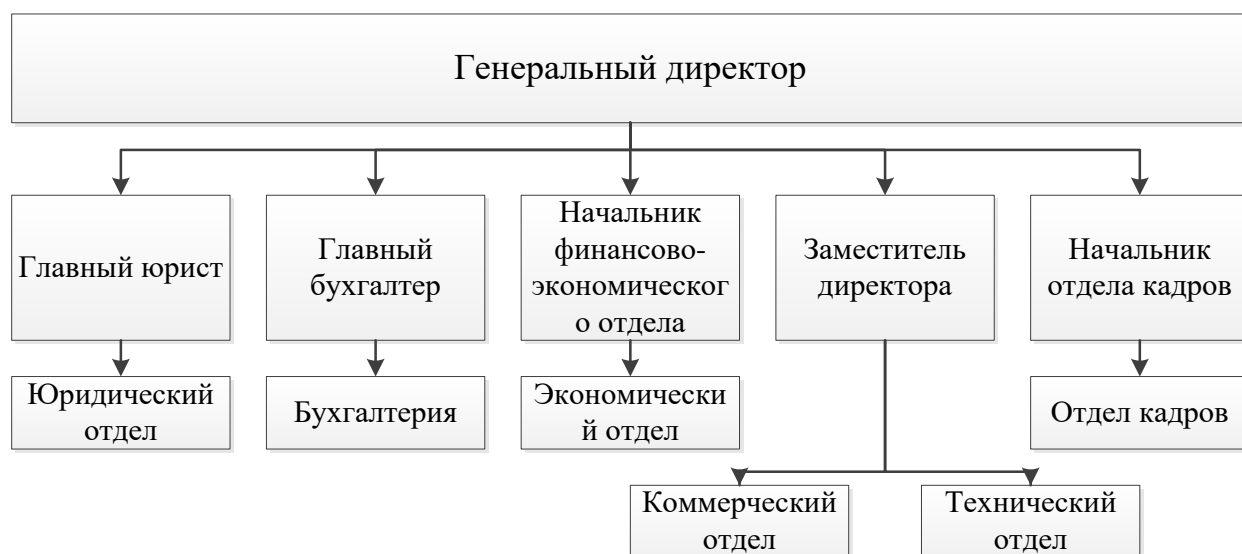 Генеральный директор
Главный юрист
Главный
бухгалтер
Начальник
финансово-
экономическог
о отдела
Заместитель
директора
Начальник
отдела кадров
Юридический
отдел
Бухгалтерия
Экономически
й отдел
Отдел кадров
Коммерческий
отдел
Технический
отдел